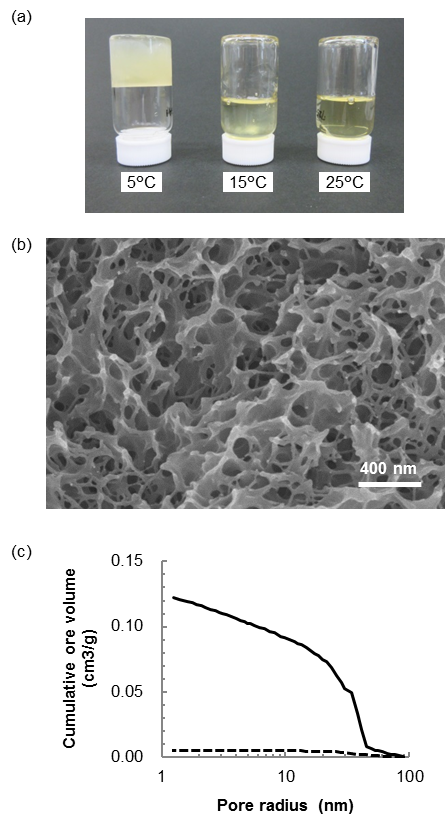 (a)
5°C
15°C
25°C
(b)
400 nm
(c)
0.15
0.10
0.05
0.00
Cumulative ore volume
(cm3/g)
1
10
100
Pore radius (nm)